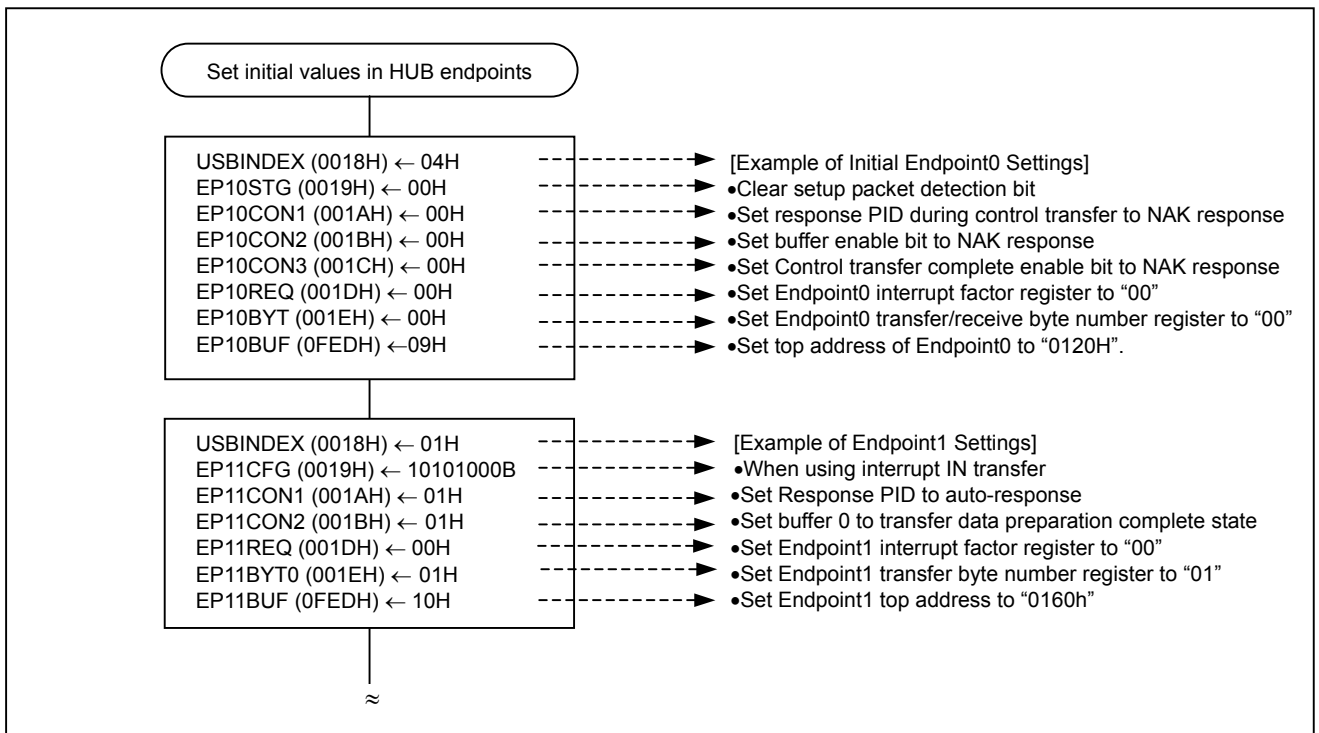 Set initial values in HUB endpoints
USBINDEX (0018H) ← 04H [Example of Initial Endpoint0 Settings]
EP10STG (0019H) ← 00H •Clear setup packet detection bit
EP10CON1 (001AH) ← 00H •Set response PID during control transfer to NAK response
EP10CON2 (001BH) ← 00H •Set buffer enable bit to NAK response
EP10CON3 (001CH) ← 00H •Set Control transfer complete enable bit to NAK response
EP10REQ (001DH) ← 00H •Set Endpoint0 interrupt factor register to “00”
EP10BYT (001EH) ← 00H •Set Endpoint0 transfer/receive byte number register to “00”
EP10BUF (0FEDH) ←09H •Set top address of Endpoint0 to “0120H”.
USBINDEX (0018H) ← 01H [Example of Endpoint1 Settings]
EP11CFG (0019H) ← 10101000B •When using interrupt IN transfer
EP11CON1 (001AH) ← 01H •Set Response PID to auto-response
EP11CON2 (001BH) ← 01H •Set buffer 0 to transfer data preparation complete state
EP11REQ (001DH) ← 00H •Set Endpoint1 interrupt factor register to “00”
EP11BYT0 (001EH) ← 01H •Set Endpoint1 transfer byte number register to “01”
EP11BUF (0FEDH) ← 10H •Set Endpoint1 top address to “0160h”
≈